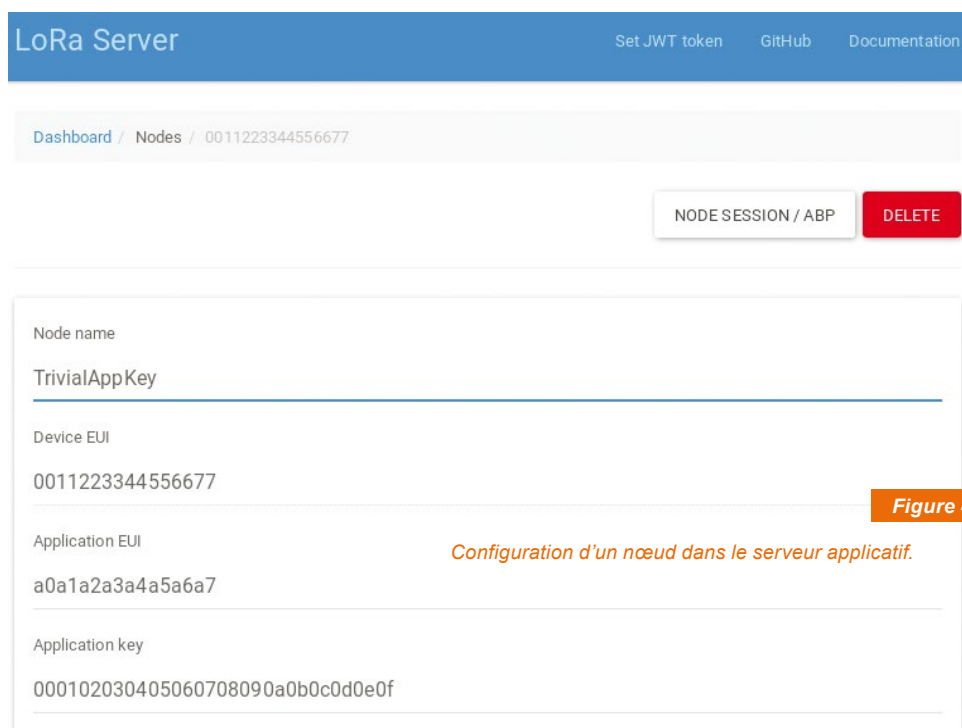 LoRa Server
Set JWT token GitHub Documentation
Dashboard / Nodes / 0011223344556677
NODE SESSION / ABP DELETE
Node name
TrivialAppKey
Device EUI
0011223344556677
Figure
Application EUI
Configuration d’un nœud dans le serveur applicatif.
a0a1a2a3a4a5a6a7
Application key
000102030405060708090a0b0c0d0e0f